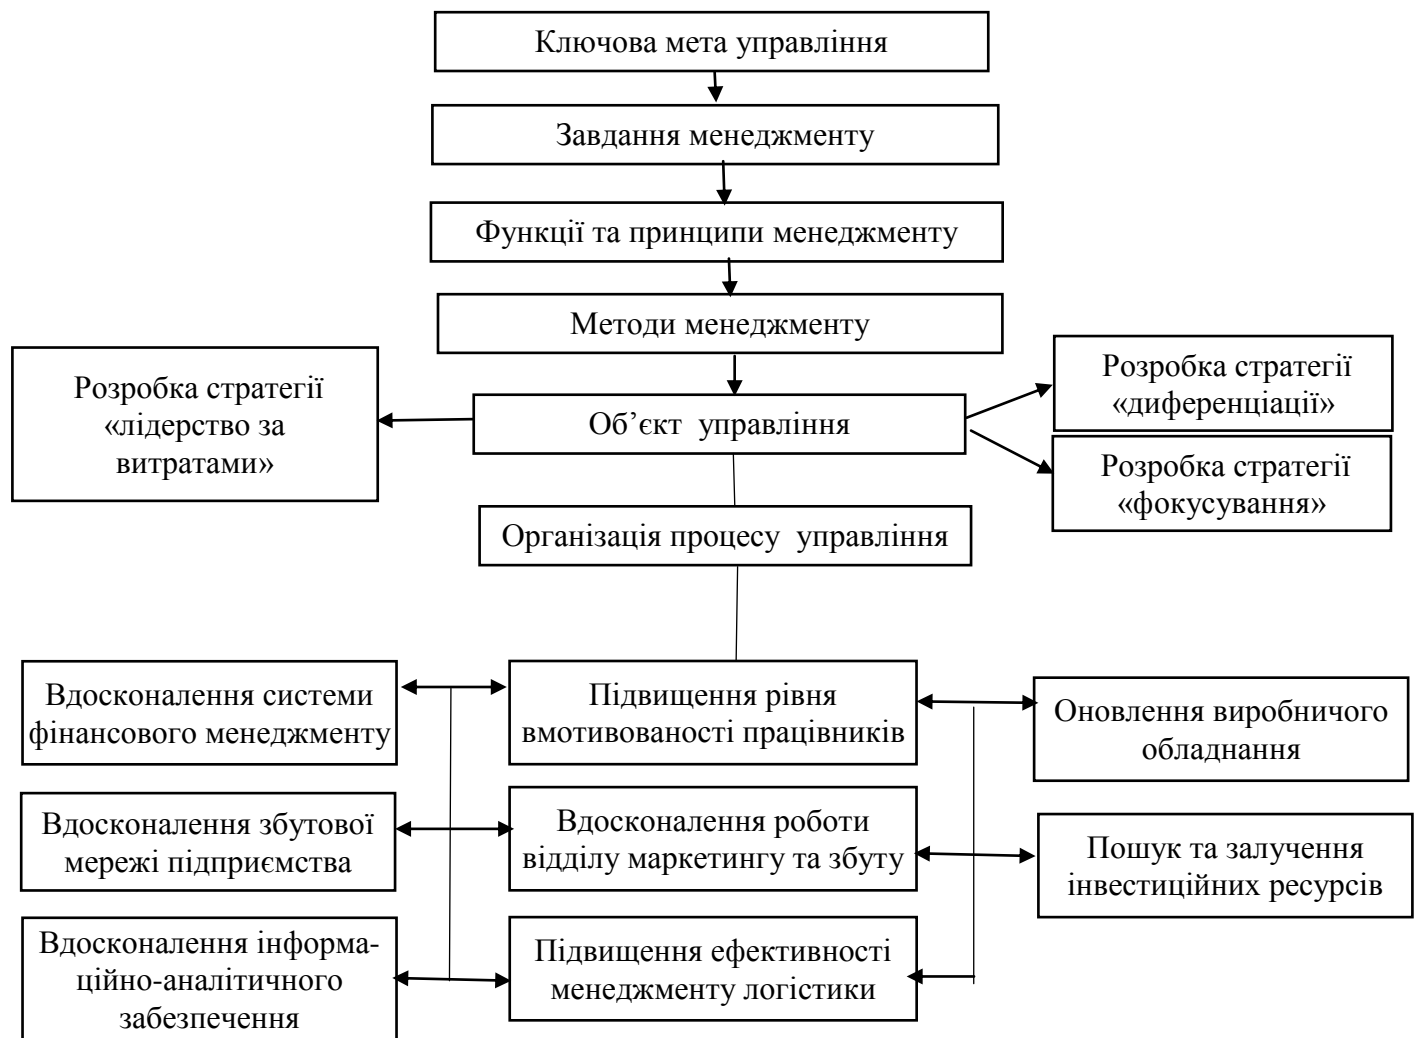 Ключова мета управління
Завдання менеджменту
Функції та принципи менеджменту
Методи менеджменту
Розробка стратегії
«лідерство за
витратами»
Об’єкт управління
Розробка стратегії
«диференціації»
Розробка стратегії
«фокусування»
Організація процесу управління
Вдосконалення системи
фінансового менеджменту
Підвищення рівня
вмотивованості працівників
Оновлення виробничого
обладнання
Вдосконалення збутової
мережі підприємства
Вдосконалення роботи
відділу маркетингу та збуту
Пошук та залучення
інвестиційних ресурсів
Вдосконалення інформа-
ційно-аналітичного
забезпечення
Підвищення ефективності
менеджменту логістики